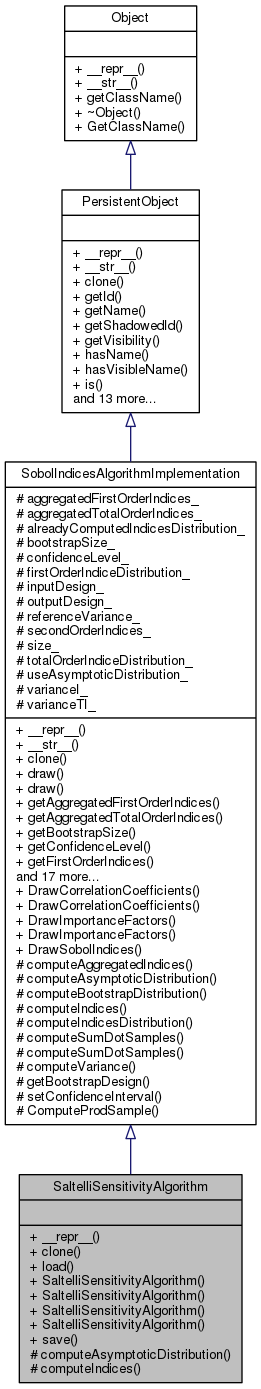 Object
+ __repr__()
+ __str__()
+ getClassName()
+ ~Object()
+ GetClassName()
PersistentObject
+ __repr__()
+ __str__()
+ clone()
+ getId()
+ getName()
+ getShadowedId()
+ getVisibility()
+ hasName()
+ hasVisibleName()
+ is()
and 13 more...
SobolIndicesAlgorithmImplementation
# aggregatedFirstOrderIndices_
# aggregatedTotalOrderIndices_
# alreadyComputedIndicesDistribution_
# bootstrapSize_
# confidenceLevel_
# firstOrderIndiceDistribution_
# inputDesign_
# outputDesign_
# referenceVariance_
# secondOrderIndices_
# size_
# totalOrderIndiceDistribution_
# useAsymptoticDistribution_
# varianceI_
# varianceTI_
+ __repr__()
+ __str__()
+ clone()
+ draw()
+ draw()
+ getAggregatedFirstOrderIndices()
+ getAggregatedTotalOrderIndices()
+ getBootstrapSize()
+ getConfidenceLevel()
+ getFirstOrderIndices()
and 17 more...
+ DrawCorrelationCoefficients()
+ DrawCorrelationCoefficients()
+ DrawImportanceFactors()
+ DrawImportanceFactors()
+ DrawSobolIndices()
# computeAggregatedIndices()
# computeAsymptoticDistribution()
# computeBootstrapDistribution()
# computeIndices()
# computeIndicesDistribution()
# computeSumDotSamples()
# computeSumDotSamples()
# computeVariance()
# getBootstrapDesign()
# setConfidenceInterval()
# ComputeProdSample()
SaltelliSensitivityAlgorithm
+ __repr__()
+ clone()
+ load()
+ SaltelliSensitivityAlgorithm()
+ SaltelliSensitivityAlgorithm()
+ SaltelliSensitivityAlgorithm()
+ SaltelliSensitivityAlgorithm()
+ save()
# computeAsymptoticDistribution()
# computeIndices()